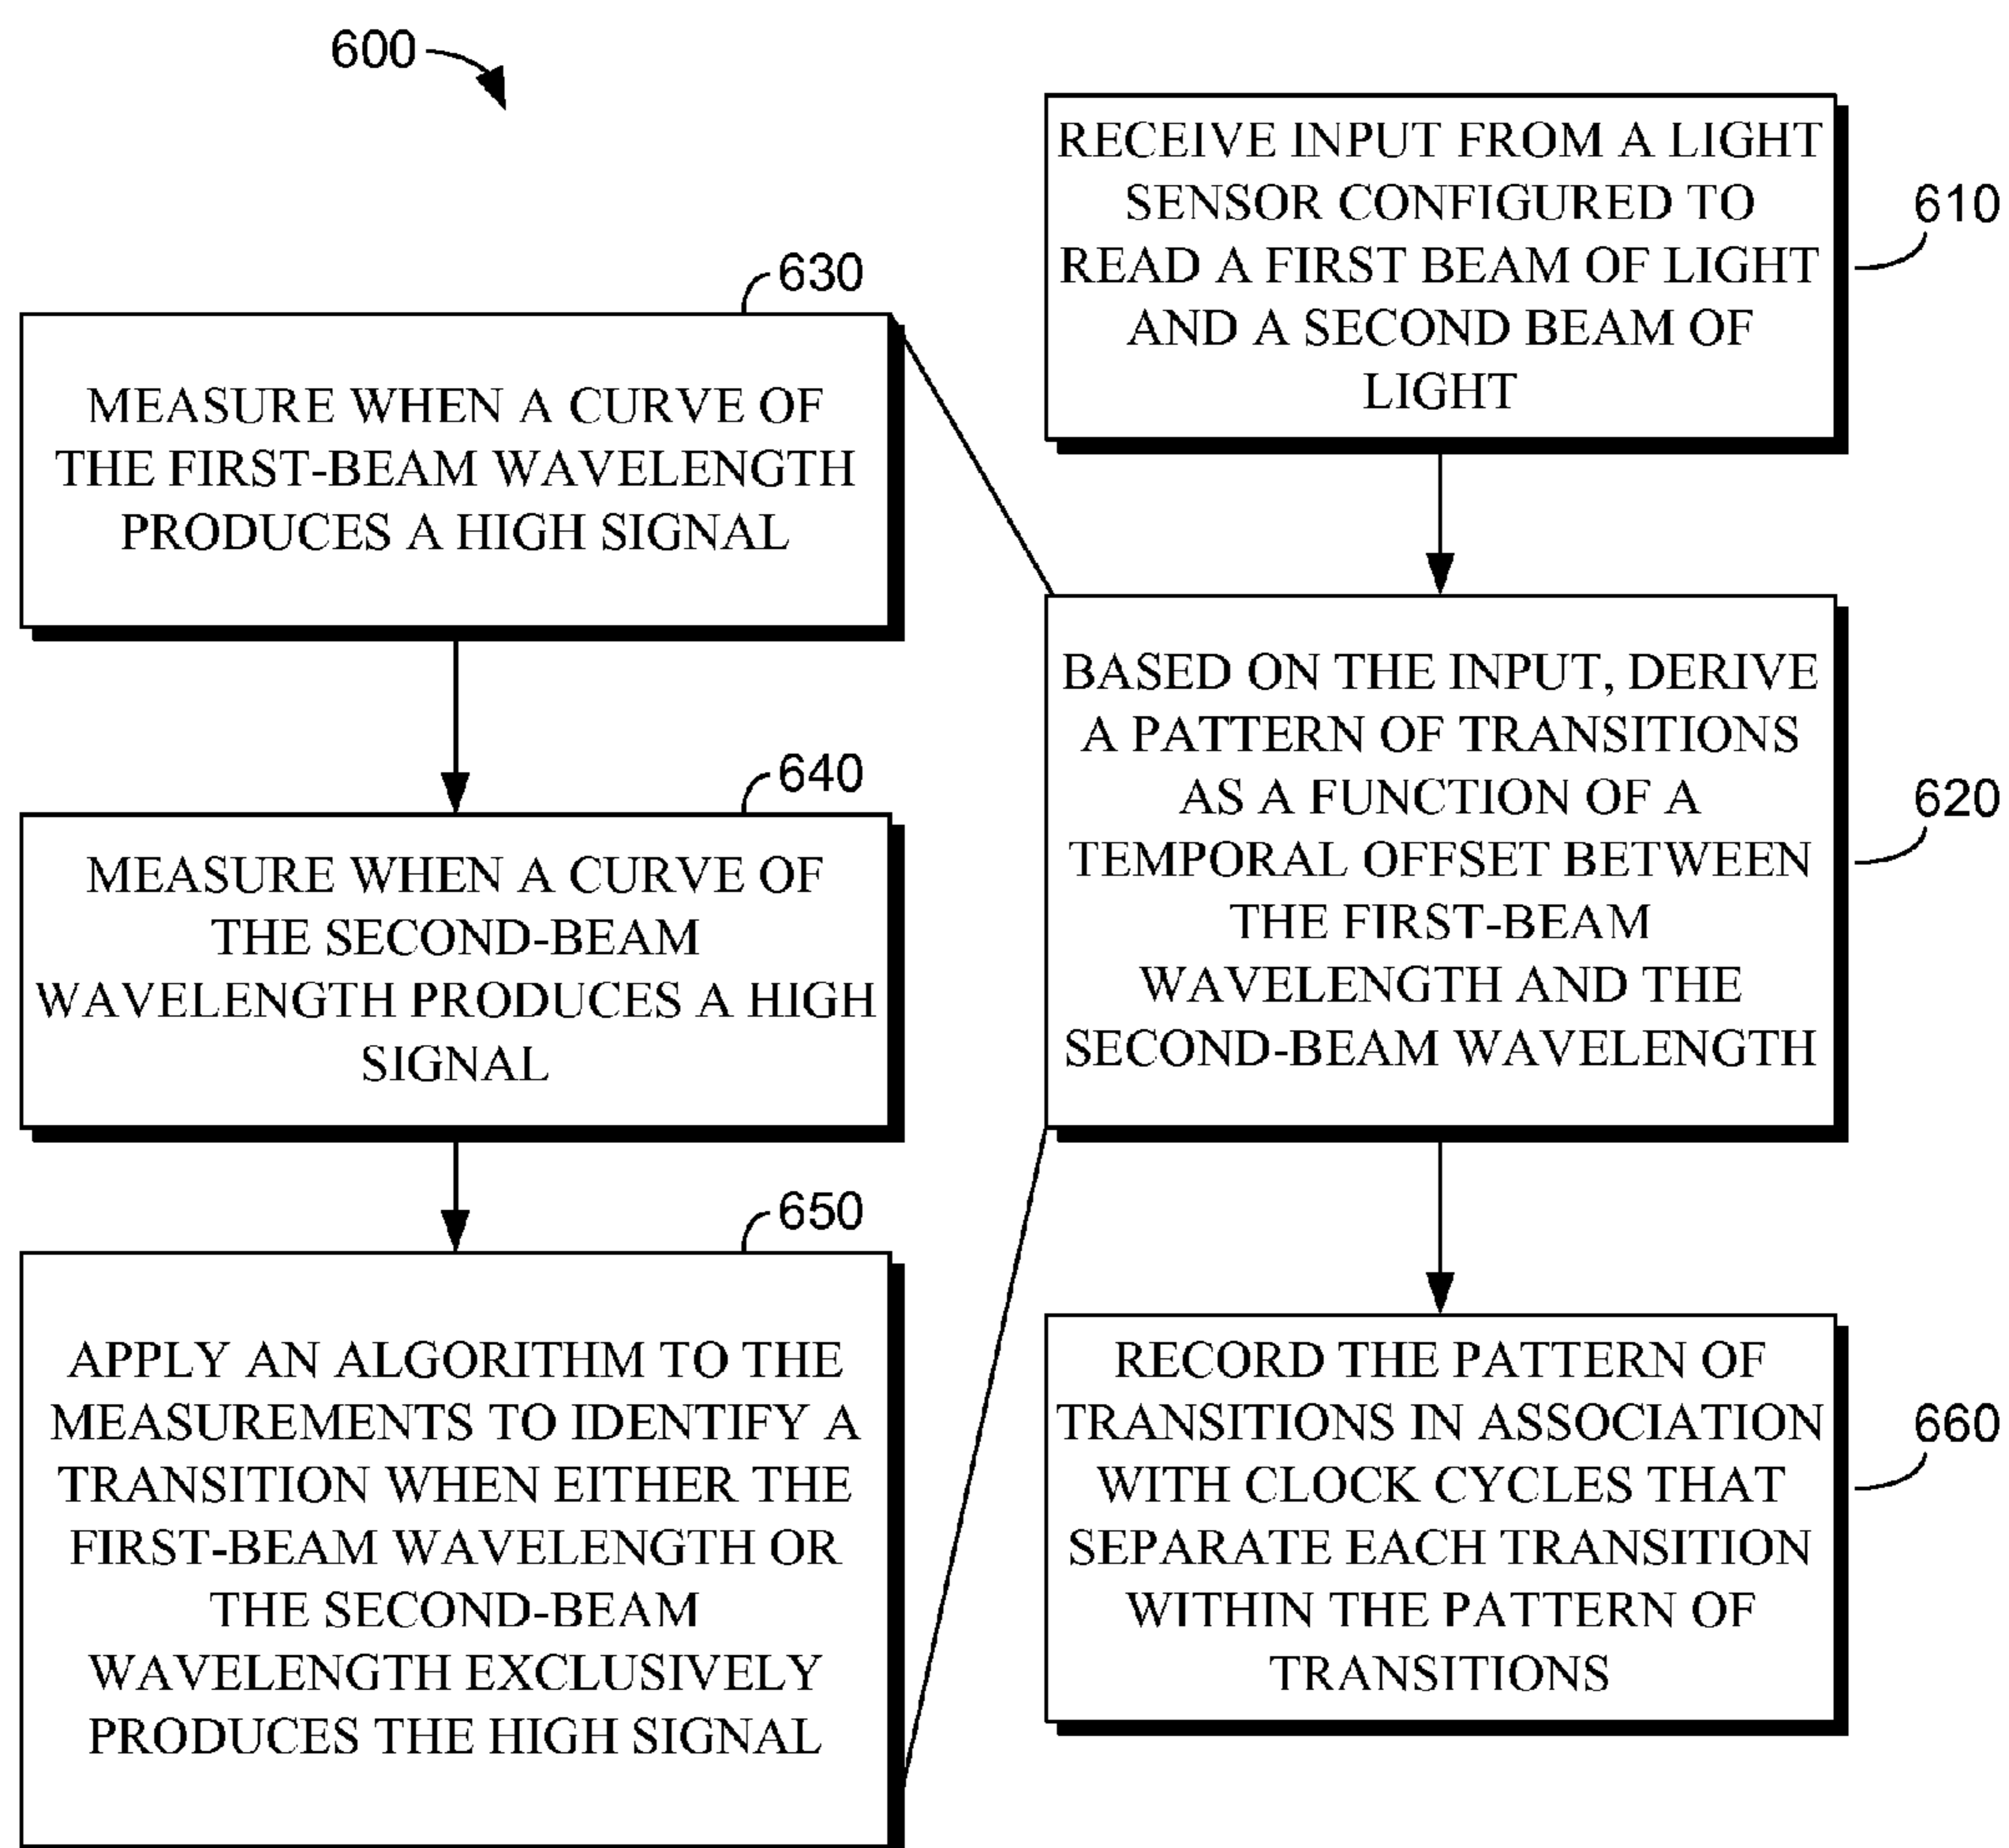 600
RECEIVE INPUT FROM A LIGHT
SENSOR CONFIGURED TO
READ A FIRST BEAM OF LIGHT
AND A SECOND BEAM OF
LIGHT
610
BASED ON THE INPUT, DERIVE
A PATTERN OF TRANSITIONS
AS A FUNCTION OF A
TEMPORAL OFFSET BETWEEN
THE FIRST-BEAM
WAVELENGTH AND THE
SECOND-BEAM WAVELENGTH
620
630
MEASURE WHEN A CURVE OF
THE FIRST-BEAM WAVELENGTH
PRODUCES A HIGH SIGNAL
640
MEASURE WHEN A CURVE OF
THE SECOND-BEAM
WAVELENGTH PRODUCES A HIGH
SIGNAL
650
APPLY AN ALGORITHM TO THE
MEASUREMENTS TO IDENTIFY A
TRANSITION WHEN EITHER THE
FIRST-BEAM WAVELENGTH OR
THE SECOND-BEAM
WAVELENGTH EXCLUSIVELY
PRODUCES THE HIGH SIGNAL
RECORD THE PATTERN OF
TRANSITIONS IN ASSOCIATION
WITH CLOCK CYCLES THAT
SEPARATE EACH TRANSITION
WITHIN THE PATTERN OF
TRANSITIONS
660